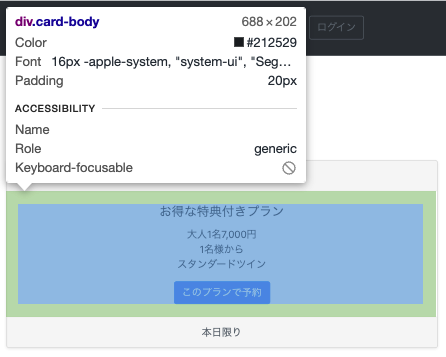 div.card-body 688 × 202
Color #212529
Font 16px -apple-system, "system-ui", "Seg…
Padding 20px
ACCESSIBILITY
Name
Role generic
Keyboard-focusable
ログイン
お得な特典付きプラン
大人1名7,000円
1名様から
スタンダードツイン
このプランで予約
本日限り